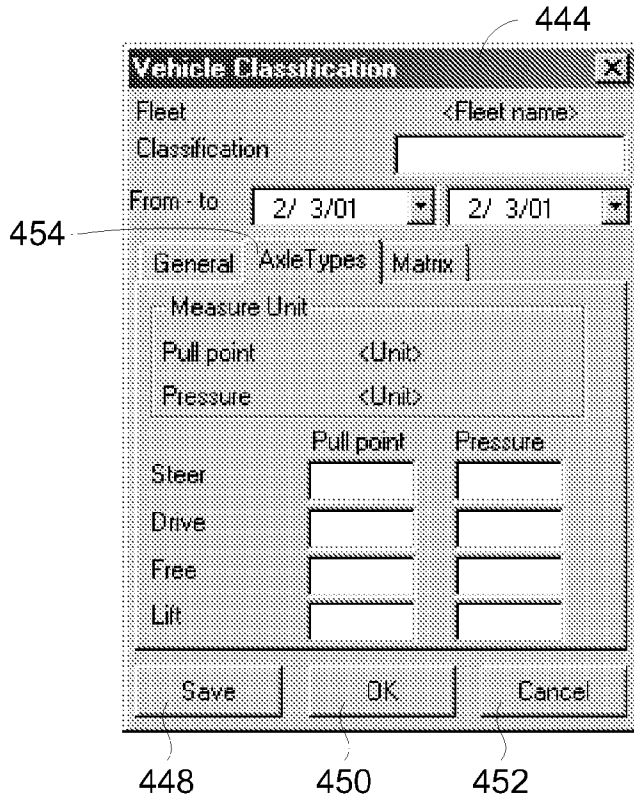 444
Vehicle Classification
Fleet <Fleet name>
Classification
From - to 2/ 3/01 2/ 3/01
454
General AxleTypes Matrix
Measure Unit
Pull point <Unit>
Pressure <Unit>
Pull point Pressure
Steer
Drive
Free
Lift
Save OK Cancel
448 450 452